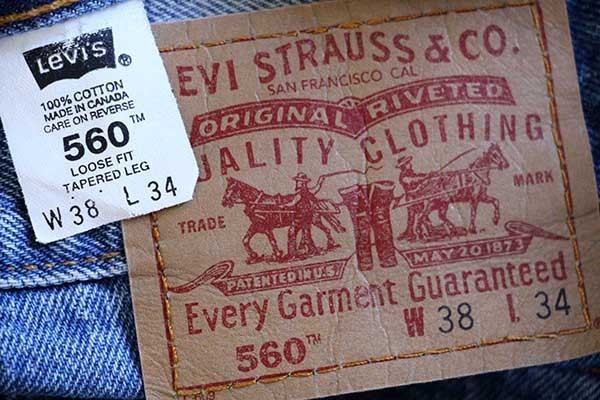 LEVI'S ®
100% COTTON
MADE IN CANADA
CARE ON REVERSE
560 ™
LOOSE FIT
TAPERED LEG
W 38 L 34
EVI STRAUSS & CO.
SAN FRANCISCO CAL
ORIGINAL RIVETED
UALITY CLOTHING
TRADE MARK
PATENTED IN U.S. MAY 20 1873
Every Garment Guaranteed
560™ W 38 L 34